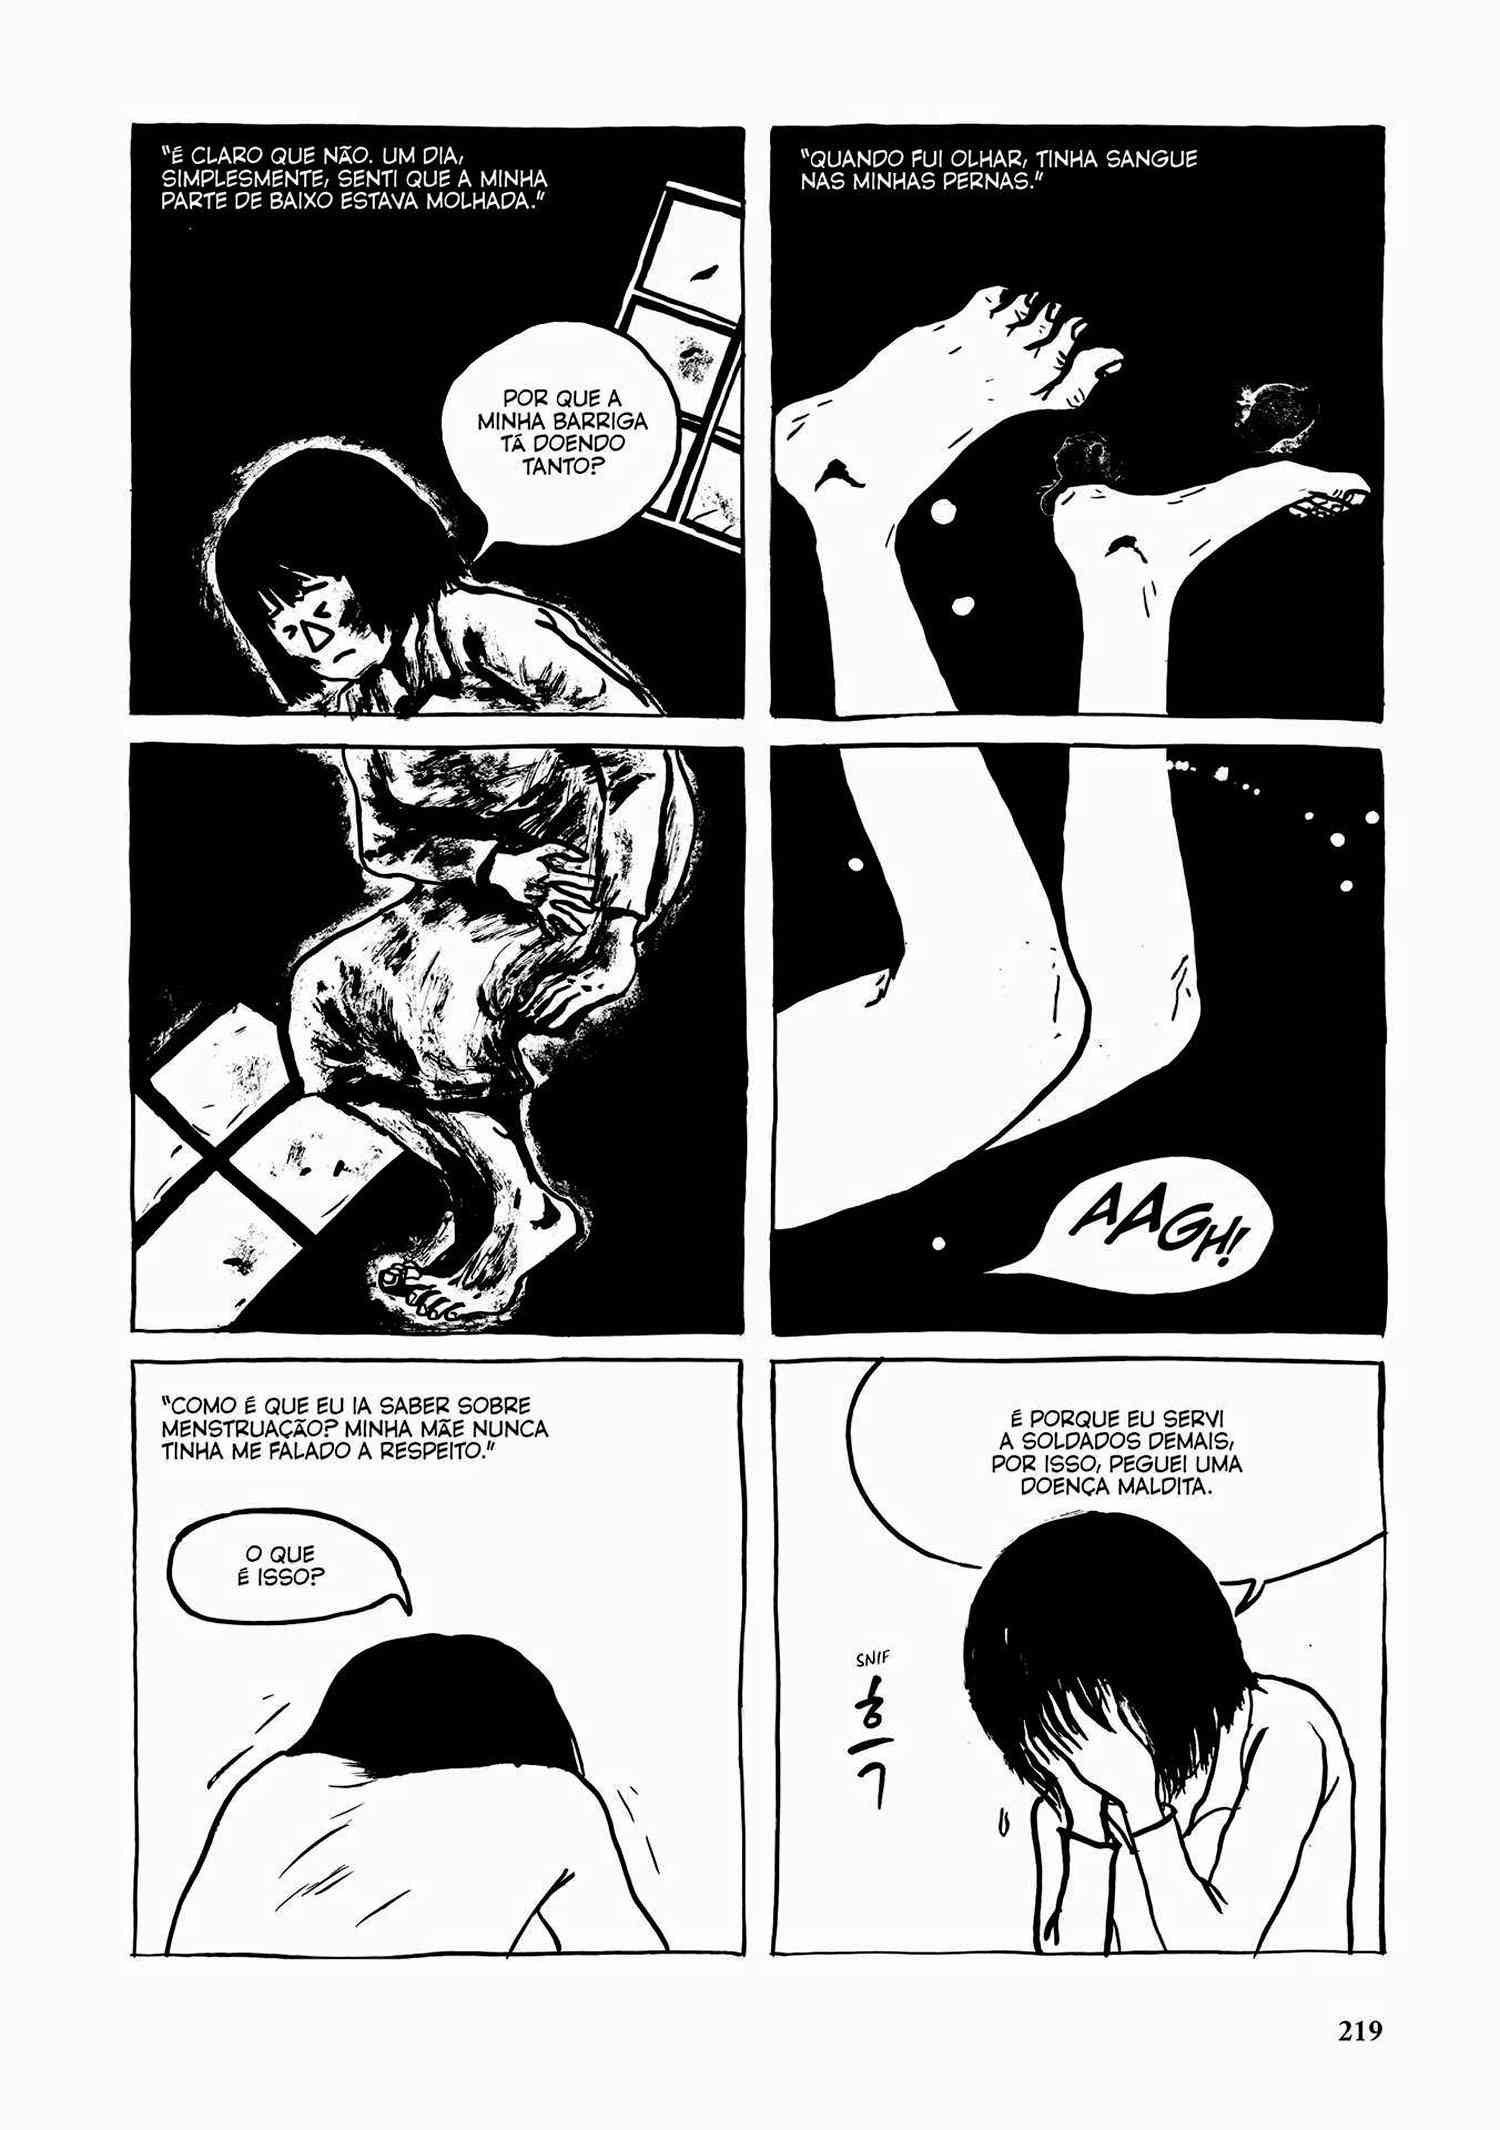 "É CLARO QUE NÃO. UM DIA,
SIMPLESMENTE, SENTI QUE A MINHA
PARTE DE BAIXO ESTAVA MOLHADA."
POR QUE A
MINHA BARRIGA
TÁ DOENDO
TANTO?
"QUANDO FUI OLHAR, TINHA SANGUE
NAS MINHAS PERNAS."
AAGH!
"COMO É QUE EU IA SABER SOBRE
MENSTRUAÇÃO? MINHA MÃE NUNCA
TINHA ME FALADO A RESPEITO."
O QUE
É ISSO?
É PORQUE EU SERVI
A SOLDADOS DEMAIS,
POR ISSO, PEGUEI UMA
DOENÇA MALDITA.
SNIF
흑
219